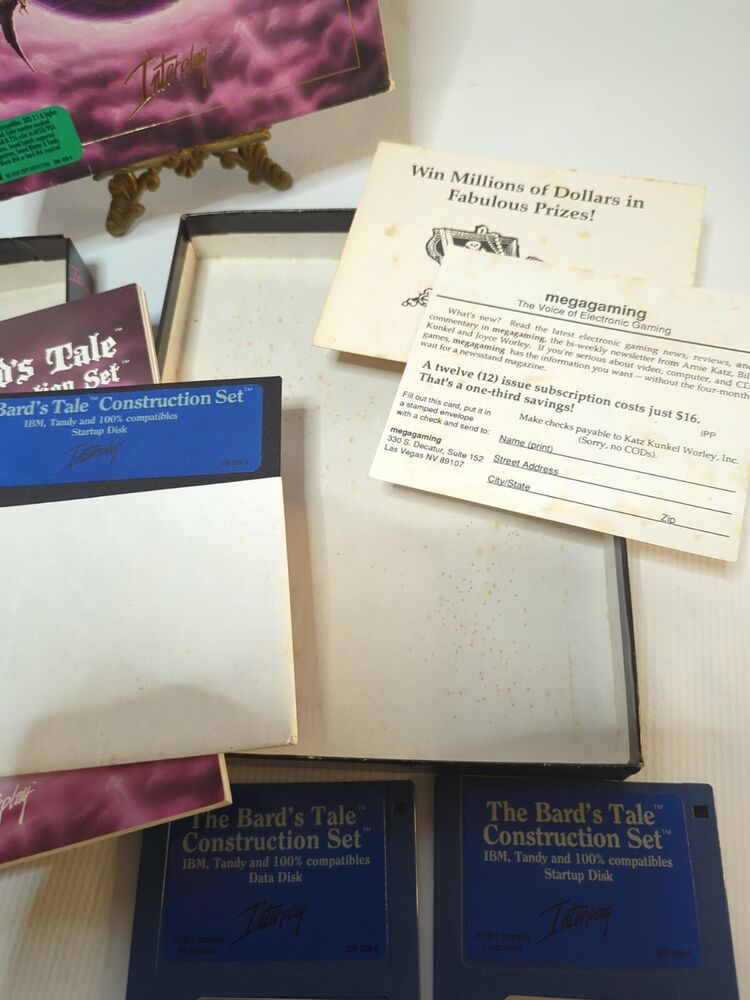 Interplay
Win Millions of Dollars in
Fabulous Prizes!
megagaming
The Voice of Electronic Gaming
What's new? Read the latest electronic gaming news, reviews, and
commentary in megagaming, the bi-weekly newsletter from Arnie Katz, Bill
Kunkel and Joyce Worley. If you're serious about video, computer, and CD
games, megagaming has the information you want – without the four-month
wait for a newsstand magazine.
A twelve (12) issue subscription costs just $16.
That's a one-third savings!
IPP
Fill out this card, put it in
a stamped envelope
with a check and send to:
megagaming
330 S. Decatur, Suite 152
Las Vegas NV 89107
Make checks payable to Katz Kunkel Worley, Inc.
(Sorry, no CODs).
Name (print)
Street Address
City/State
Zip
d's Tale™
ction Set™
Bard's Tale™ Construction Set™
IBM, Tandy and 100% compatibles
Startup Disk
Interplay
play™
The Bard's Tale™
Construction Set™
IBM, Tandy and 100% compatibles
Data Disk
Interplay
The Bard's Tale™
Construction Set™
IBM, Tandy and 100% compatibles
Startup Disk
Interplay